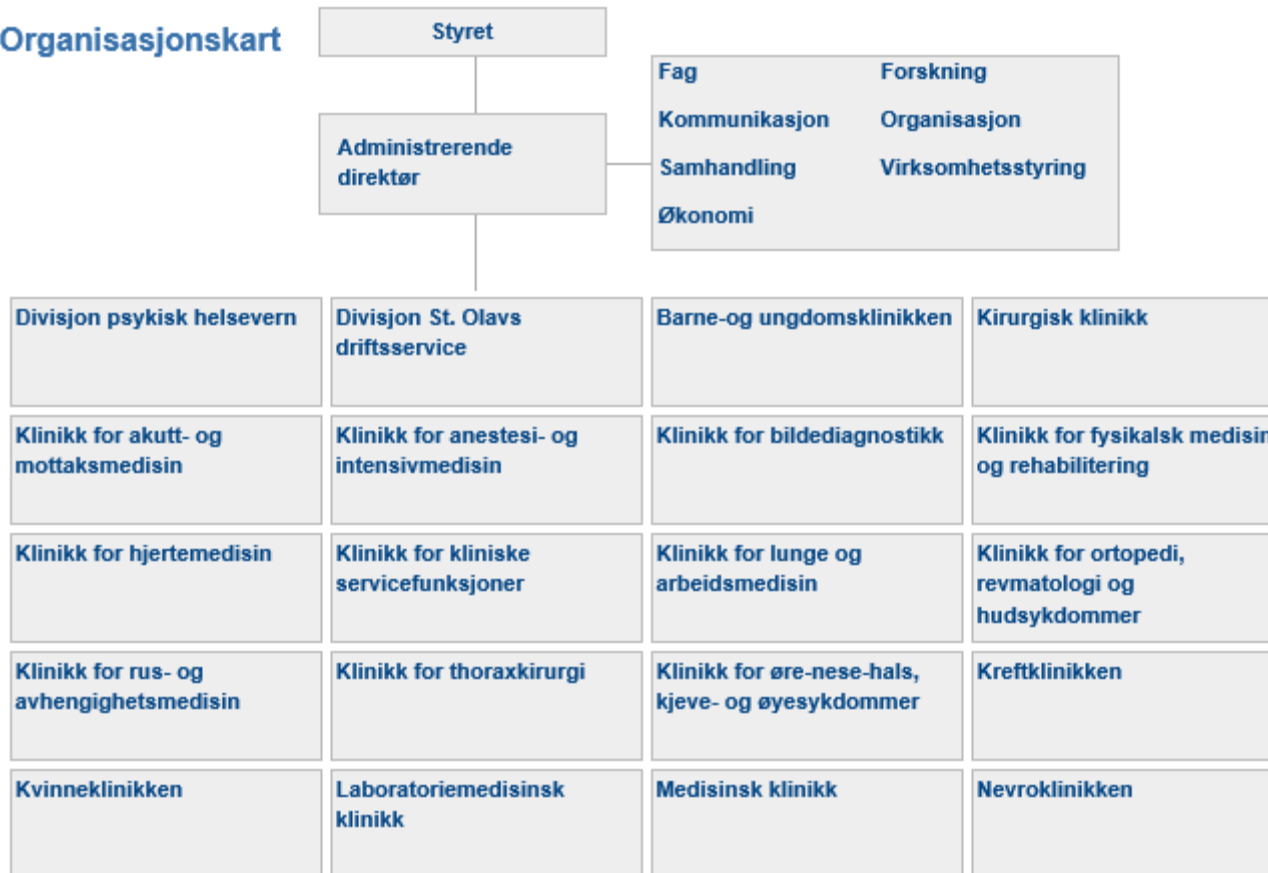 Organisasjonskart
Styret
Administrerende
direktør
Fag
Forskning
Kommunikasjon
Organisasjon
Samhandling
Virksomhetsstyring
Økonomi
Divisjon psykisk helsevern
Divisjon St. Olavs
driftsservice
Barne-og ungdomsklinikken
Kirurgisk klinikk
Klinikk for akutt- og
mottaksmedisin
Klinikk for anestesi- og
intensivmedisin
Klinikk for bildediagnostikk
Klinikk for fysikalsk medisin
og rehabilitering
Klinikk for hjertemedisin
Klinikk for kliniske
servicefunksjoner
Klinikk for lunge og
arbeidsmedisin
Klinikk for ortopedi,
revmatologi og
hudsykdommer
Klinikk for rus- og
avhengighetsmedisin
Klinikk for thoraxkirurgi
Klinikk for øre-nese-hals,
kjeve- og øyesykdommer
Kreftklinikken
Kvinneklinikken
Laboratoriemedisinsk
klinikk
Medisinsk klinikk
Nevroklinikken